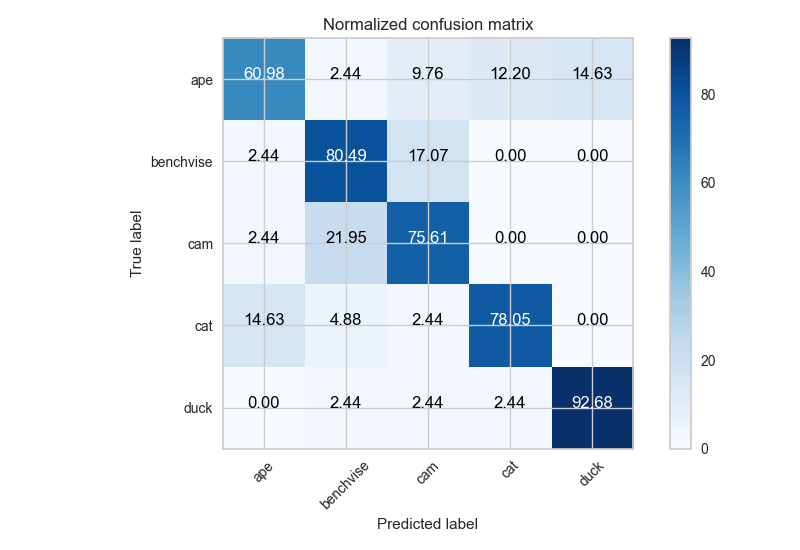 Normalized confusion matrix
True label
ape 60.98 2.44 9.76 12.20 14.63
benchvise 2.44 80.49 17.07 0.00 0.00
cam 2.44 21.95 75.61 0.00 0.00
cat 14.63 4.88 2.44 78.05 0.00
duck 0.00 2.44 2.44 2.44 92.68
ape benchvise cam cat duck
Predicted label
80
60
40
20
0